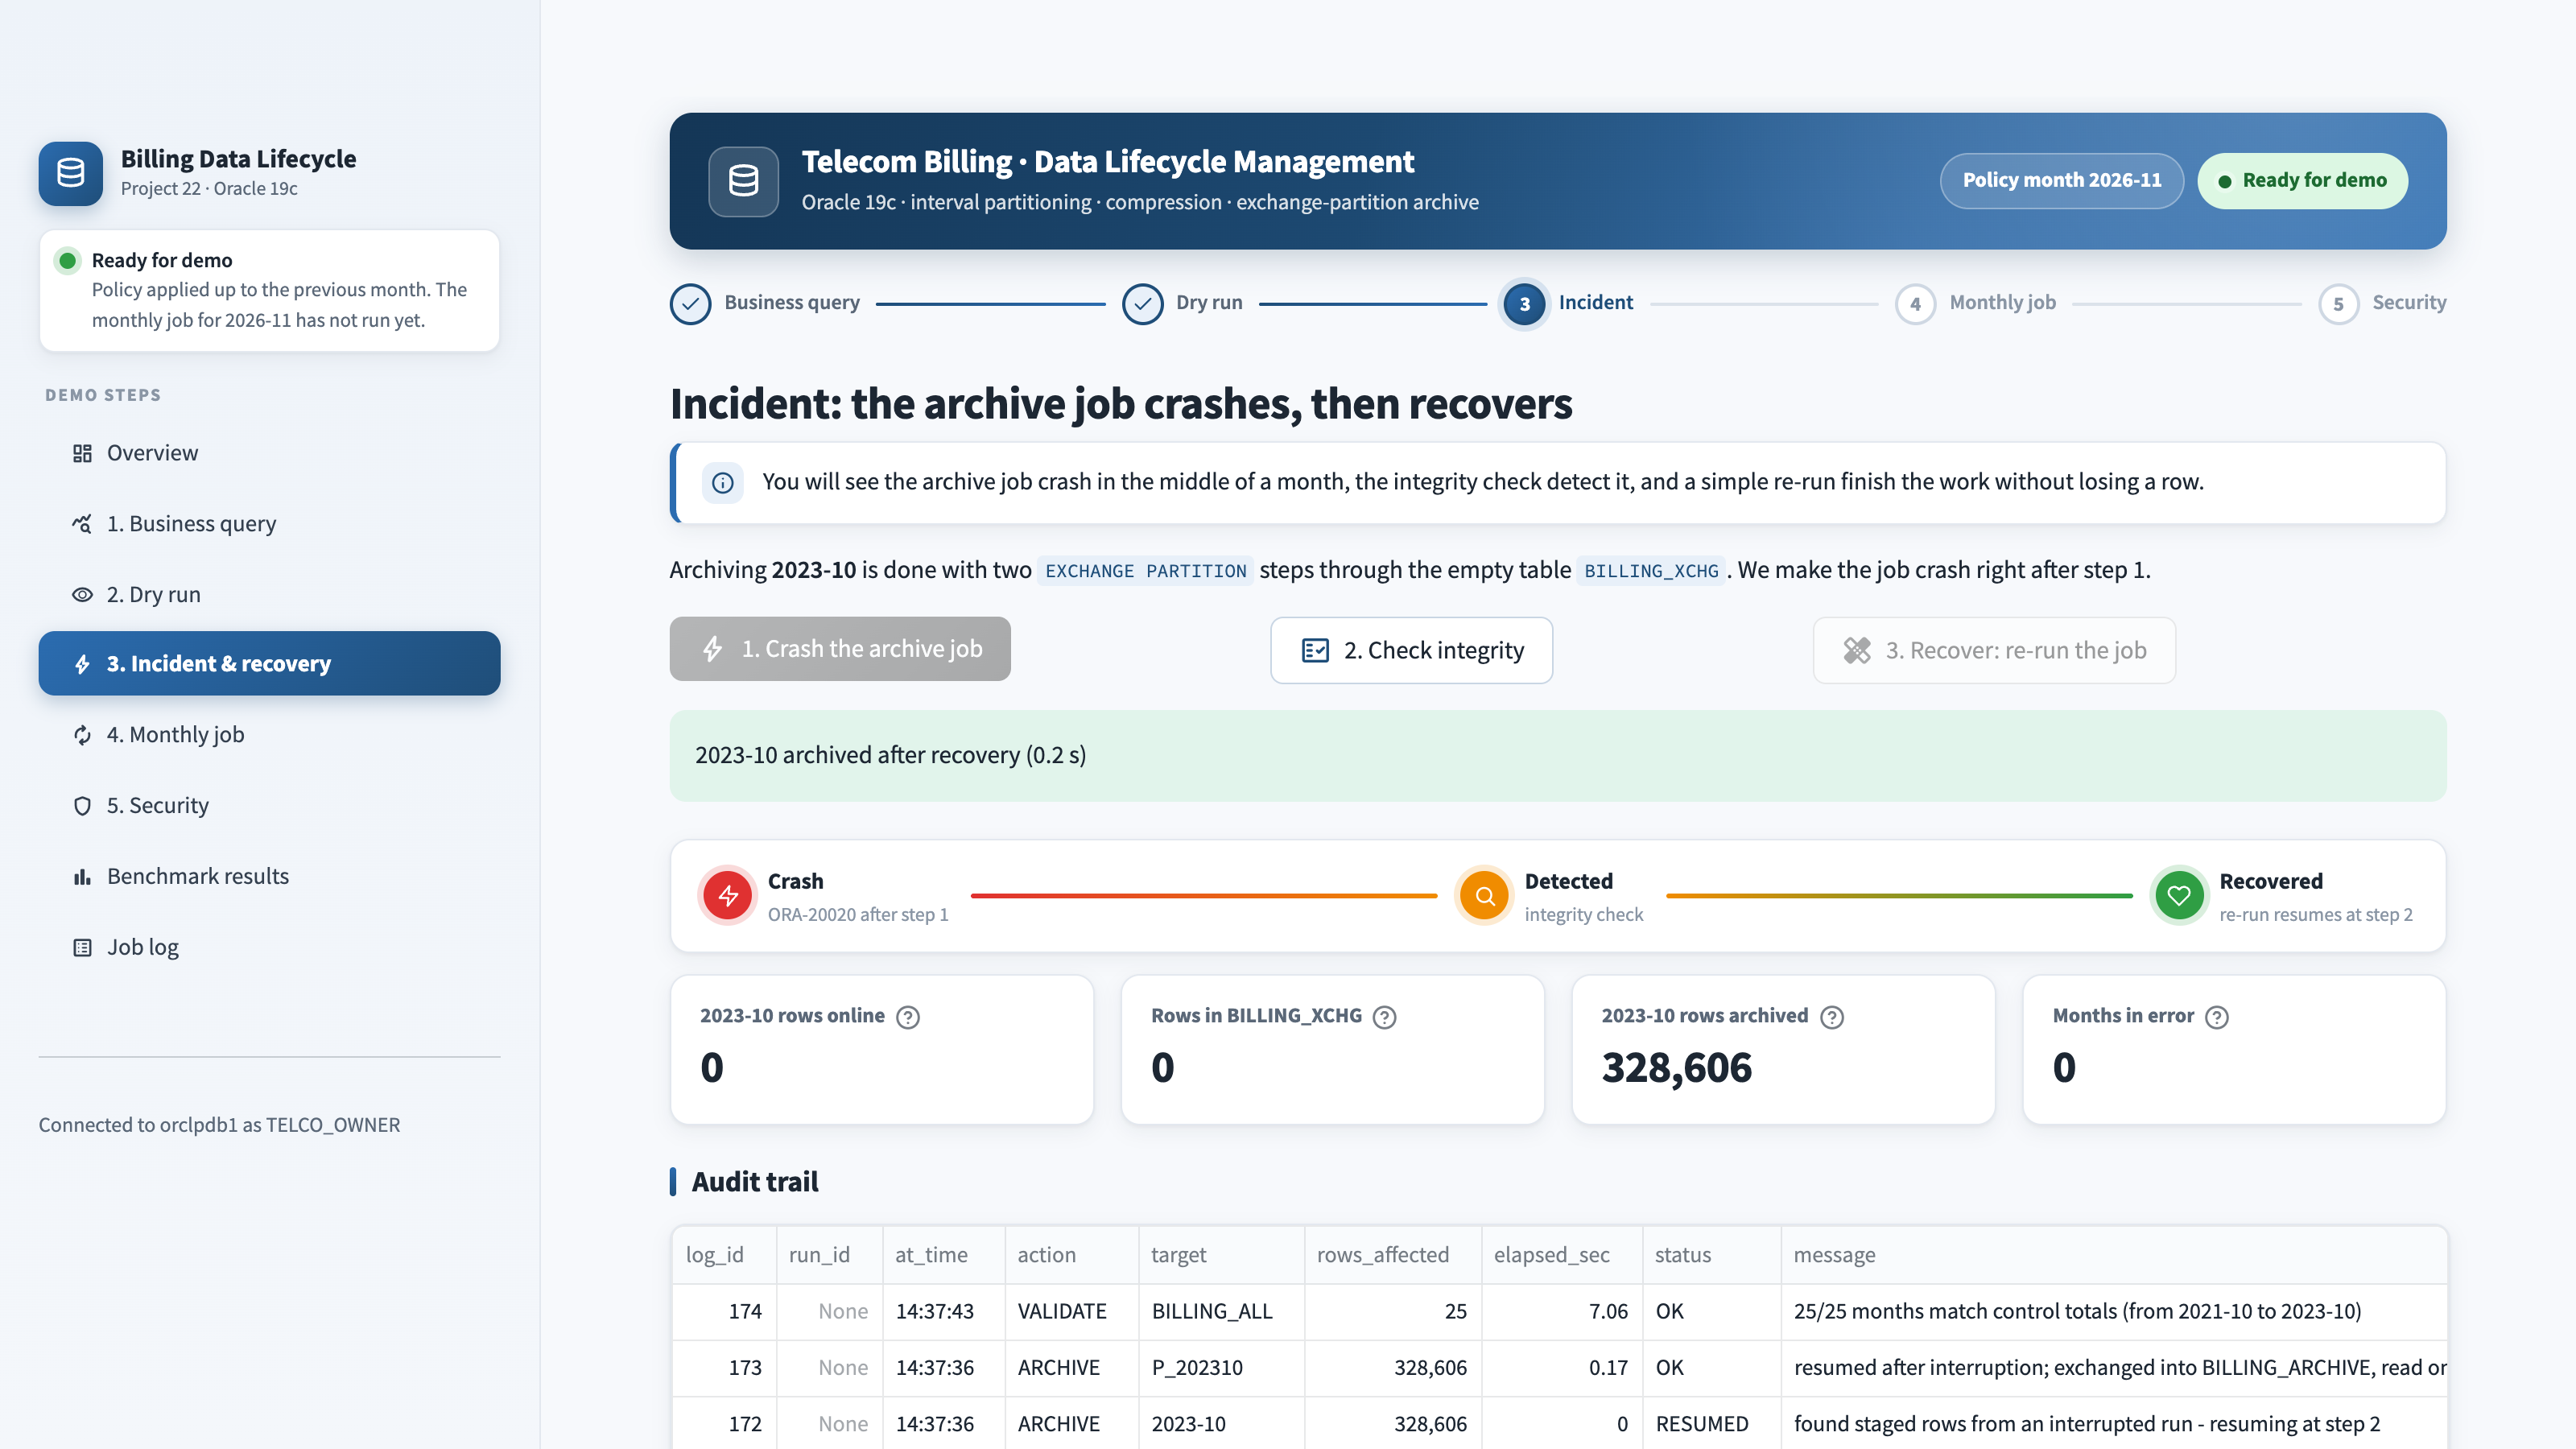 Billing Data Lifecycle
Project 22 · Oracle 19c
Ready for demo
Policy applied up to the previous month. The
monthly job for 2026-11 has not run yet.
DEMO STEPS
Overview
1. Business query
2. Dry run
3. Incident & recovery
4. Monthly job
5. Security
Benchmark results
Job log
Connected to orclpdb1 as TELCO_OWNER
Telecom Billing · Data Lifecycle Management
Oracle 19c · interval partitioning · compression · exchange-partition archive
Policy month 2026-11
Ready for demo
Business query
Dry run
3 Incident
4 Monthly job
5 Security
Incident: the archive job crashes, then recovers
You will see the archive job crash in the middle of a month, the integrity check detect it, and a simple re-run finish the work without losing a row.
Archiving 2023-10 is done with two EXCHANGE PARTITION steps through the empty table BILLING_XCHG. We make the job crash right after step 1.
1. Crash the archive job
2. Check integrity
3. Recover: re-run the job
2023-10 archived after recovery (0.2 s)
Crash
ORA-20020 after step 1
Detected
integrity check
Recovered
re-run resumes at step 2
2023-10 rows online
0
Rows in BILLING_XCHG
0
2023-10 rows archived
328,606
Months in error
0
Audit trail
log_id run_id at_time action target rows_affected elapsed_sec status message
174 None 14:37:43 VALIDATE BILLING_ALL 25 7.06 OK 25/25 months match control totals (from 2021-10 to 2023-10)
173 None 14:37:36 ARCHIVE P_202310 328,606 0.17 OK resumed after interruption; exchanged into BILLING_ARCHIVE, read or
172 None 14:37:36 ARCHIVE 2023-10 328,606 0 RESUMED found staged rows from an interrupted run - resuming at step 2